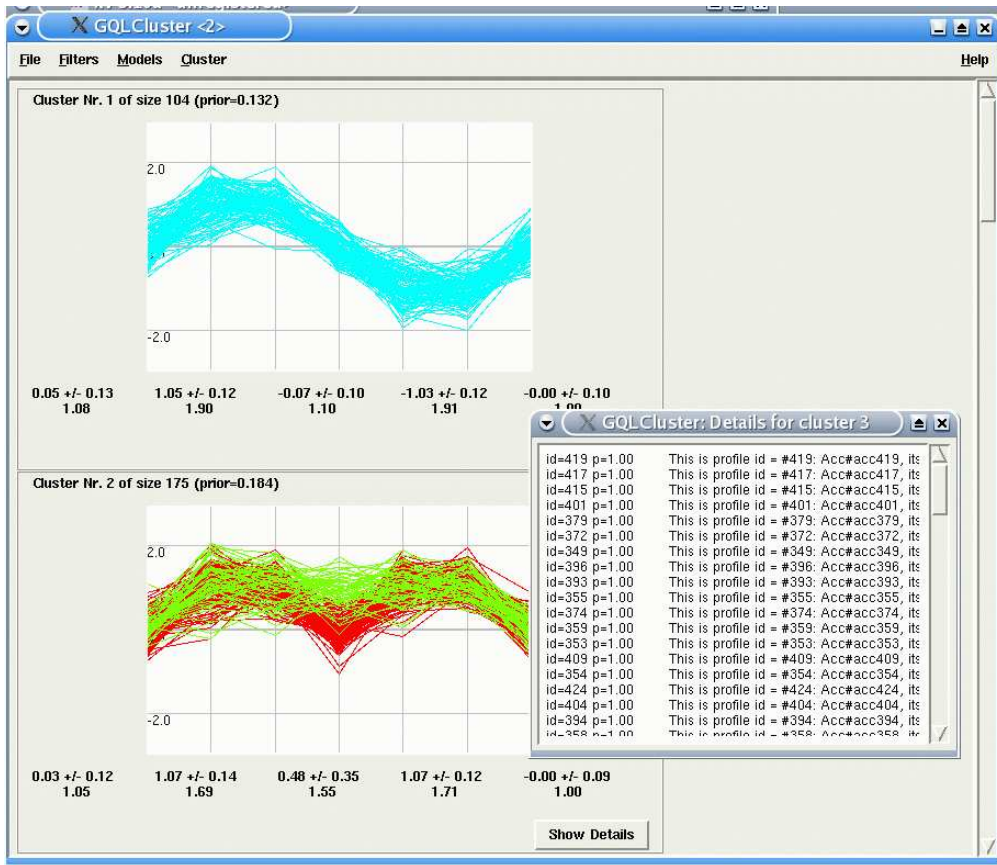 GQLCluster <2>
File Filters Models Cluster Help
Cluster Nr. 1 of size 104 (prior=0.132)
2.0
-2.0
0.05 +/- 0.13 1.05 +/- 0.12 -0.07 +/- 0.10 -1.03 +/- 0.12 -0.00 +/- 0.10
1.08 1.90 1.10 1.91
Cluster Nr. 2 of size 175 (prior=0.184)
2.0
-2.0
0.03 +/- 0.12 1.07 +/- 0.14 0.48 +/- 0.35 1.07 +/- 0.12 -0.00 +/- 0.09
1.05 1.69 1.55 1.71 1.00
Show Details
GQLCluster: Details for cluster 3
id=419 p=1.00 This is profile id = #419: Acc#acc419, its
id=417 p=1.00 This is profile id = #417: Acc#acc417, its
id=415 p=1.00 This is profile id = #415: Acc#acc415, its
id=401 p=1.00 This is profile id = #401: Acc#acc401, its
id=379 p=1.00 This is profile id = #379: Acc#acc379, its
id=372 p=1.00 This is profile id = #372: Acc#acc372, its
id=349 p=1.00 This is profile id = #349: Acc#acc349, its
id=396 p=1.00 This is profile id = #396: Acc#acc396, its
id=393 p=1.00 This is profile id = #393: Acc#acc393, its
id=355 p=1.00 This is profile id = #355: Acc#acc355, its
id=374 p=1.00 This is profile id = #374: Acc#acc374, its
id=359 p=1.00 This is profile id = #359: Acc#acc359, its
id=353 p=1.00 This is profile id = #353: Acc#acc353, its
id=409 p=1.00 This is profile id = #409: Acc#acc409, its
id=354 p=1.00 This is profile id = #354: Acc#acc354, its
id=424 p=1.00 This is profile id = #424: Acc#acc424, its
id=404 p=1.00 This is profile id = #404: Acc#acc404, its
id=394 p=1.00 This is profile id = #394: Acc#acc394, its
id=358 p=1.00 This is profile id = #358: Acc#acc358, its